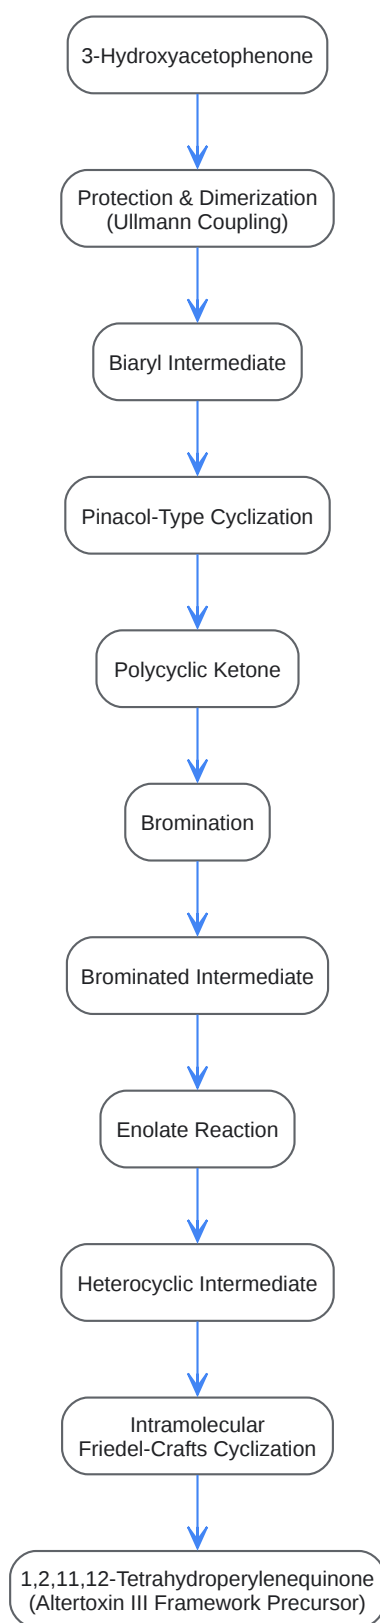 3-Hydroxyacetophenone
Protection & Dimerization
(Ullmann Coupling)
Biaryl Intermediate
Pinacol-Type Cyclization
Polycyclic Ketone
Bromination
Brominated Intermediate
Enolate Reaction
Heterocyclic Intermediate
Intramolecular
Friedel-Crafts Cyclization
1,2,11,12-Tetrahydroperylenequinone
(Altertoxin III Framework Precursor)